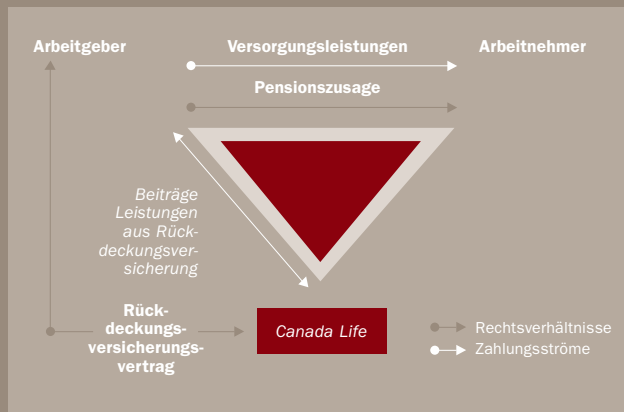 Arbeitgeber
Versorgungsleistungen
Arbeitnehmer
Pensionszusage
Beiträge
Leistungen
aus Rück-
deckungsver-
sicherung
Rück-
deckungs-
versicherungs-
vertrag
Canada Life
Rechtsverhältnisse
Zahlungsströme